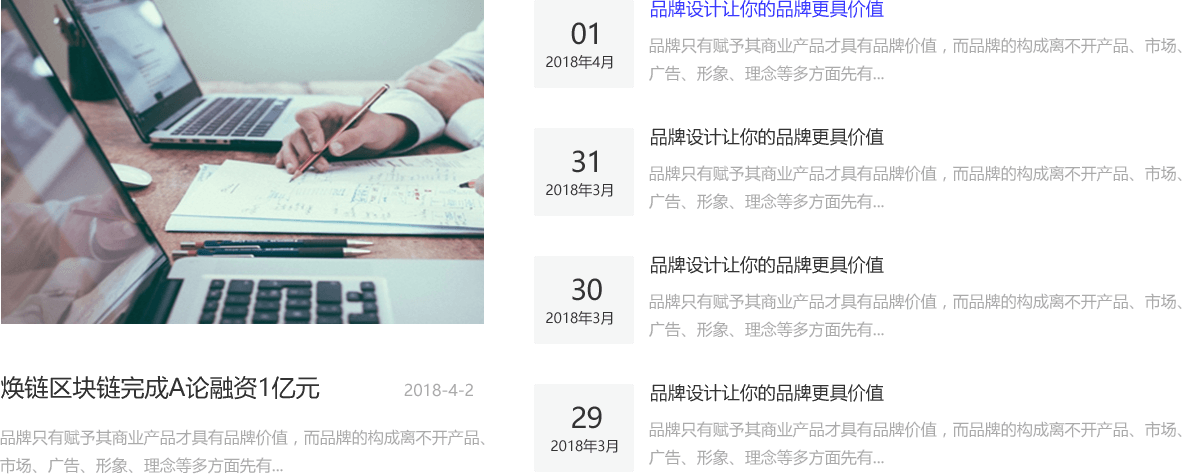 焕链区块链完成A论融资1亿元
2018-4-2
品牌只有赋予其商业产品才具有品牌价值，而品牌的构成离不开产品、
市场、广告、形象、理念等多方面先有...
01
2018年4月
品牌设计让你的品牌更具价值
品牌只有赋予其商业产品才具有品牌价值，而品牌的构成离不开产品、市场、
广告、形象、理念等多方面先有...
31
2018年3月
品牌设计让你的品牌更具价值
品牌只有赋予其商业产品才具有品牌价值，而品牌的构成离不开产品、市场、
广告、形象、理念等多方面先有...
30
2018年3月
品牌设计让你的品牌更具价值
品牌只有赋予其商业产品才具有品牌价值，而品牌的构成离不开产品、市场、
广告、形象、理念等多方面先有...
29
2018年3月
品牌设计让你的品牌更具价值
品牌只有赋予其商业产品才具有品牌价值，而品牌的构成离不开产品、市场、
广告、形象、理念等多方面先有...